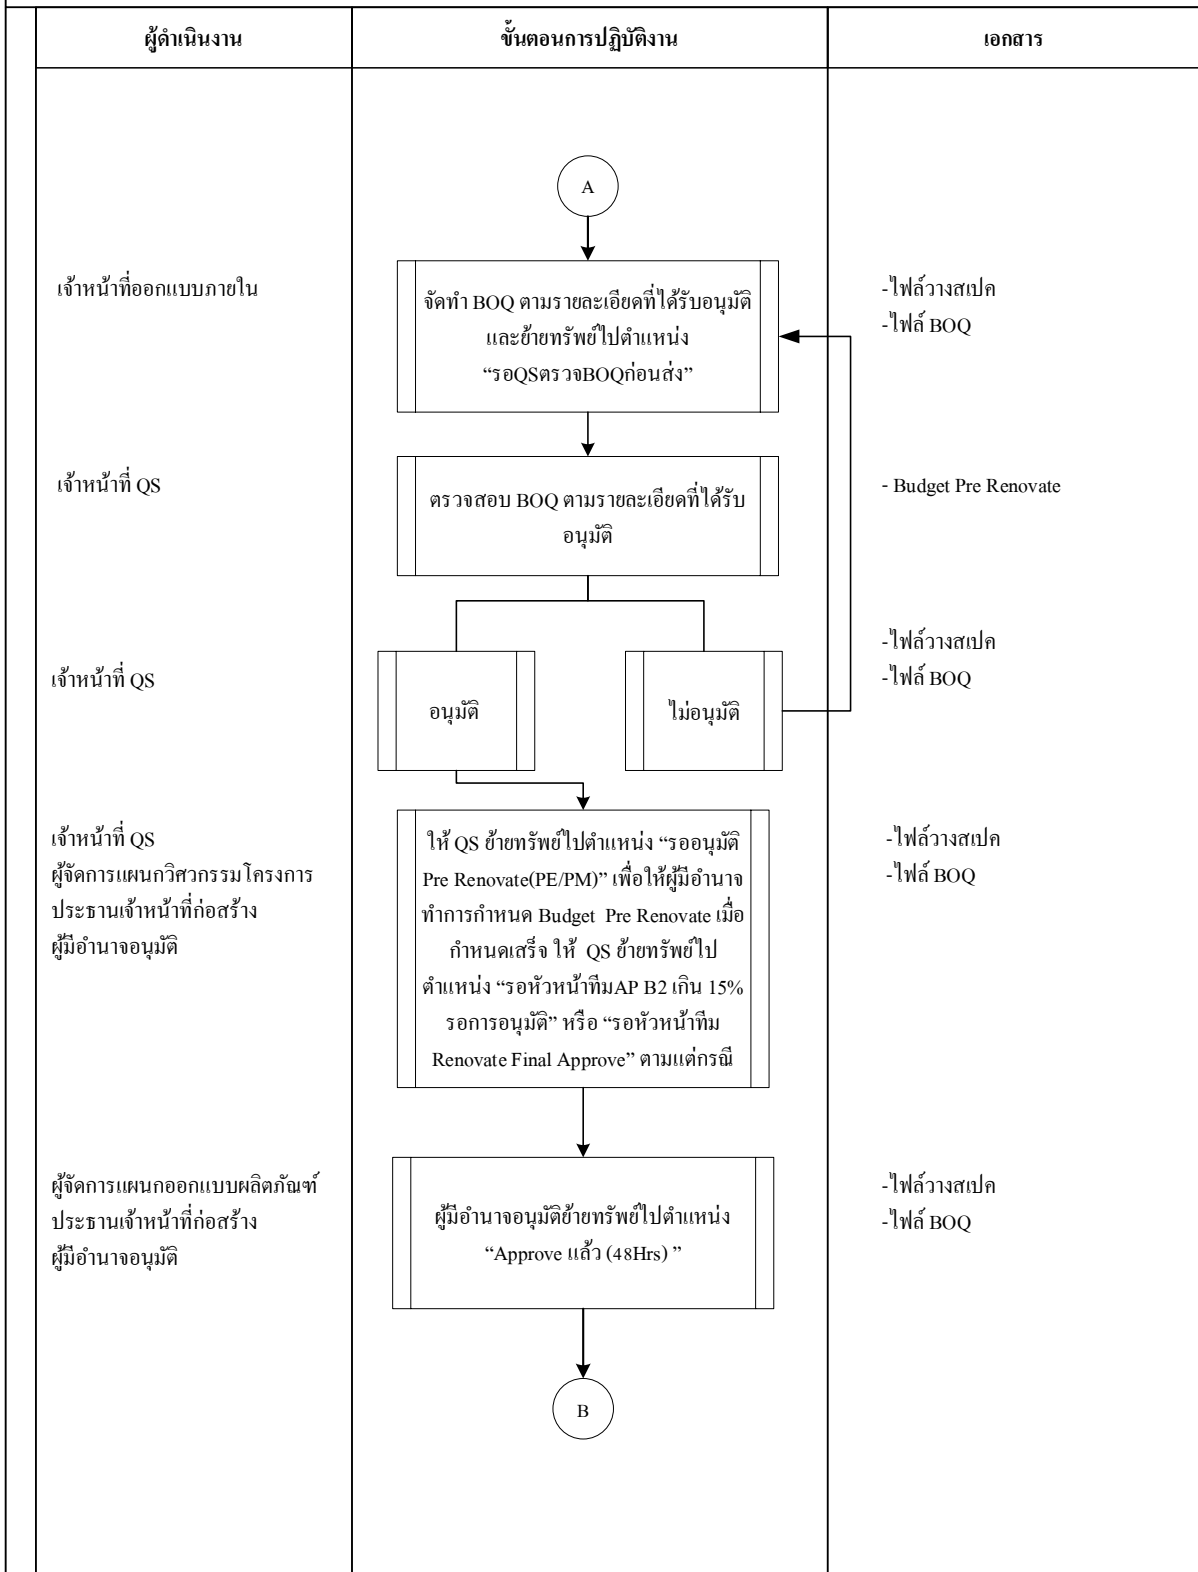 ผู้ดำเนินงาน
ขั้นตอนการปฏิบัติงาน
เอกสาร
A
เจ้าหน้าที่ออกแบบภายใน
จัดทำ BOQ ตามรายละเอียดที่ได้รับอนุมัติ
และย้ายทรัพย์ไปตำแหน่ง
“รอQSตรวจBOQก่อนส่ง”
-ไฟล์วางสเปค
-ไฟล์ BOQ
เจ้าหน้าที่ QS
ตรวจสอบ BOQ ตามรายละเอียดที่ได้รับ
อนุมัติ
- Budget Pre Renovate
เจ้าหน้าที่ QS
อนุมัติ
ไม่อนุมัติ
-ไฟล์วางสเปค
-ไฟล์ BOQ
เจ้าหน้าที่ QS
ผู้จัดการแผนกวิศวกรรมโครงการ
ประธานเจ้าหน้าที่ก่อสร้าง
ผู้มีอำนาจอนุมัติ
ให้ QS ย้ายทรัพย์ไปตำแหน่ง “รออนุมัติ
Pre Renovate(PE/PM)” เพื่อให้ผู้มีอำนาจ
ทำการกำหนด Budget Pre Renovate เมื่อ
กำหนดเสร็จ ให้ QS ย้ายทรัพย์ไป
ตำแหน่ง “รอหัวหน้าทีมAP B2 เกิน 15%
รอการอนุมัติ” หรือ “รอหัวหน้าทีม
Renovate Final Approve” ตามแต่กรณี
-ไฟล์วางสเปค
-ไฟล์ BOQ
ผู้จัดการแผนกออกแบบผลิตภัณฑ์
ประธานเจ้าหน้าที่ก่อสร้าง
ผู้มีอำนาจอนุมัติ
ผู้มีอำนาจอนุมัติย้ายทรัพย์ไปตำแหน่ง
“Approve แล้ว (48Hrs) ”
-ไฟล์วางสเปค
-ไฟล์ BOQ
B